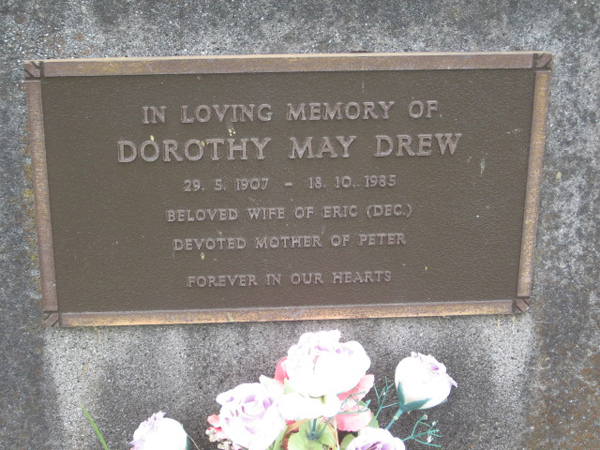 IN LOVING MEMORY OF
DOROTHY MAY DREW
29. 5. 1907 - 18. 10. 1985
BELOVED WIFE OF ERIC (DEC.)
DEVOTED MOTHER OF PETER
FOREVER IN OUR HEARTS